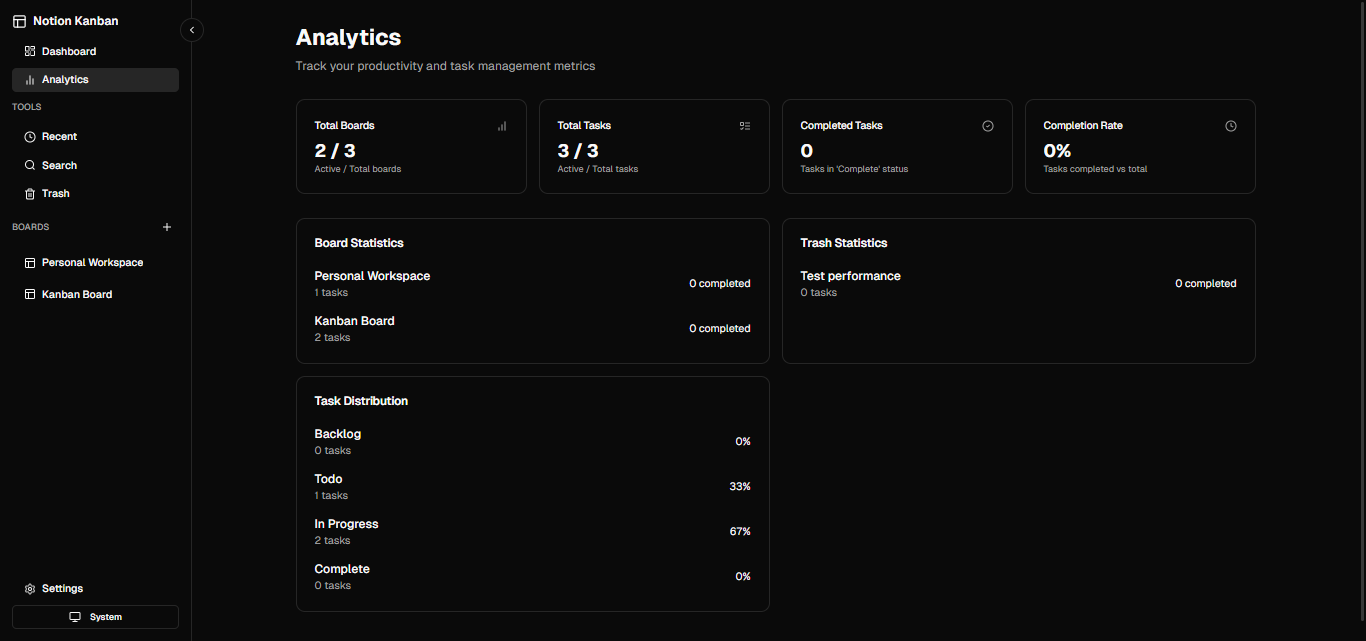 Notion Kanban
Dashboard
Analytics
TOOLS
Recent
Search
Trash
BOARDS
Personal Workspace
Kanban Board
Settings
System
Analytics
Track your productivity and task management metrics
Total Boards
2 / 3
Active / Total boards
Total Tasks
3 / 3
Active / Total tasks
Completed Tasks
0
Tasks in 'Complete' status
Completion Rate
0%
Tasks completed vs total
Board Statistics
Personal Workspace
1 tasks
0 completed
Kanban Board
2 tasks
0 completed
Trash Statistics
Test performance
0 tasks
0 completed
Task Distribution
Backlog
0 tasks
0%
Todo
1 tasks
33%
In Progress
2 tasks
67%
Complete
0 tasks
0%